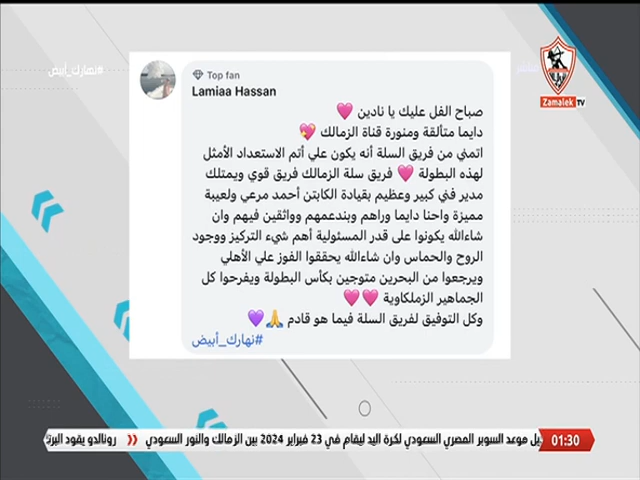 #نهارك_أبيض
مباشر
Zamalek TV
Top fan
Lamiaa Hassan
صباح الفل عليك يا نادين 💗
دايما متألقة ومنورة قناة الزمالك 💖
اتمني من فريق السلة أنه يكون علي أتم الاستعداد الأمثل
لهذه البطولة 💗 فريق سلة الزمالك فريق قوي ويمتلك
مدير فني كبير وعظيم بقيادة الكابتن أحمد مرعي ولعيبة
مميزة واحنا دايما وراهم وبندعمهم وواثقين فيهم وان
شاءالله يكونوا على قدر المسئولية أهم شيء التركيز ووجود
الروح والحماس وان شاءالله يحققوا الفوز علي الأهلي
ويرجعوا من البحرين متوجين بكأس البطولة ويفرحوا كل
الجماهير الزملكاوية 💗 💗
وكل التوفيق لفريق السلة فيما هو قادم 🙏 💜
#نهارك_أبيض
يل موعد السوبر المصري السعودي لكرة اليد ليقام في 23 فبراير 2024 بين الزمالك والنور السعودي » رونالدو يقود البرت
01:30